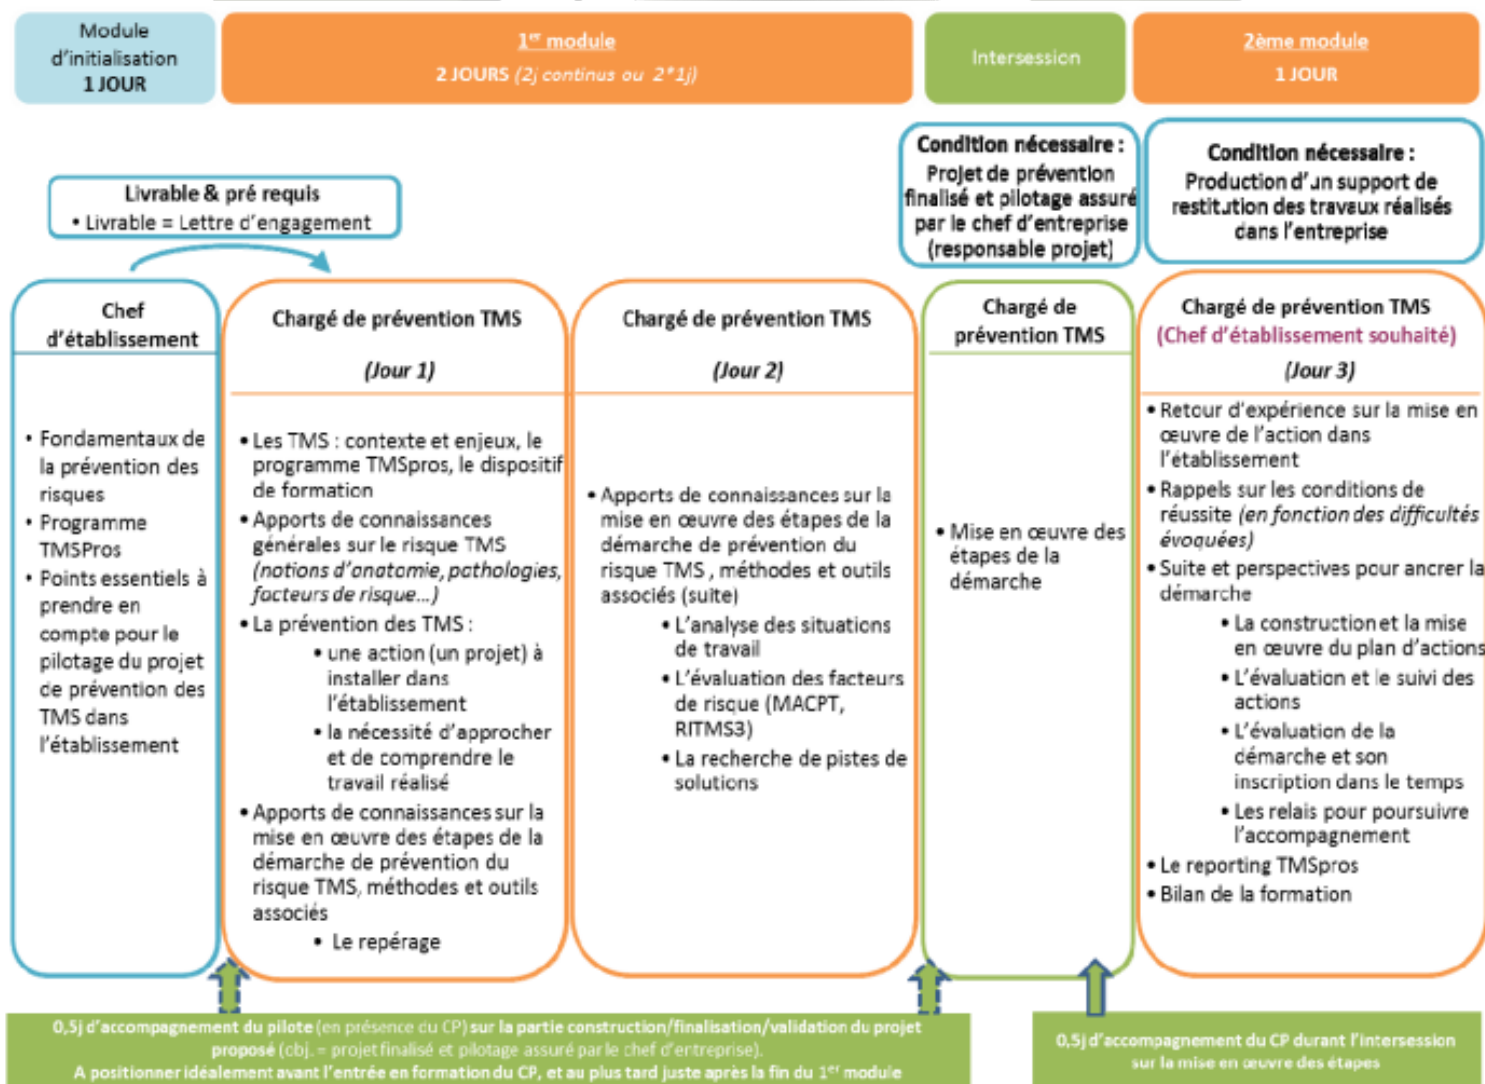 Module
d'initialisation
1 JOUR
1er module
2 JOURS (2j continus ou 2*1j)
Intersession
2ème module
1 JOUR
Livrable & pré requis
• Livrable = Lettre d'engagement
Condition nécessaire :
Projet de prévention
finalisé et pilotage assuré
par le chef d'entreprise
(responsable projet)
Condition nécessaire :
Production d'un support de
restitution des travaux réalisés
dans l'entreprise
Chef
d'établissement
• Fondamentaux de
la prévention des
risques
• Programme
TMSPros
• Points essentiels à
prendre en
compte pour le
pilotage du projet
de prévention des
TMS dans
l'établissement
Chargé de prévention TMS
(Jour 1)
• Les TMS : contexte et enjeux, le
programme TMSpros, le dispositif
de formation
• Apports de connaissances
générales sur le risque TMS
(notions d'anatomie, pathologies,
facteurs de risque...)
• La prévention des TMS :
• une action (un projet) à
installer dans
l'établissement
• la nécessité d'approcher
et de comprendre le
travail réalisé
• Apports de connaissances sur la
mise en œuvre des étapes de la
démarche de prévention du
risque TMS, méthodes et outils
associés
• Le repérage
Chargé de prévention TMS
(Jour 2)
• Apports de connaissances sur la
mise en œuvre des étapes de la
démarche de prévention du
risque TMS , méthodes et outils
associés (suite)
• L'analyse des situations
de travail
• L'évaluation des facteurs
de risque (MACPT,
RITMS3)
• La recherche de pistes de
solutions
Chargé de
prévention TMS
• Mise en œuvre des
étapes de la
démarche
Chargé de prévention TMS
(Chef d'établissement souhaité)
(Jour 3)
• Retour d'expérience sur la mise en
œuvre de l'action dans
l'établissement
• Rappels sur les conditions de
réussite (en fonction des difficultés
évoquées)
• Suite et perspectives pour ancrer la
démarche
• La construction et la mise
en œuvre du plan d'actions
• L'évaluation et le suivi des
actions
• L'évaluation de la
démarche et son
inscription dans le temps
• Les relais pour poursuivre
l'accompagnement
• Le reporting TMSpros
• Bilan de la formation
0,5j d'accompagnement du pilote (en présence du CP) sur la partie construction/finalisation/validation du projet
proposé (obj. = projet finalisé et pilotage assuré par le chef d'entreprise).
A positionner idéalement avant l'entrée en formation du CP, et au plus tard juste après la fin du 1er module
0,5j d'accompagnement du CP durant l'intersession
sur la mise en œuvre des étapes